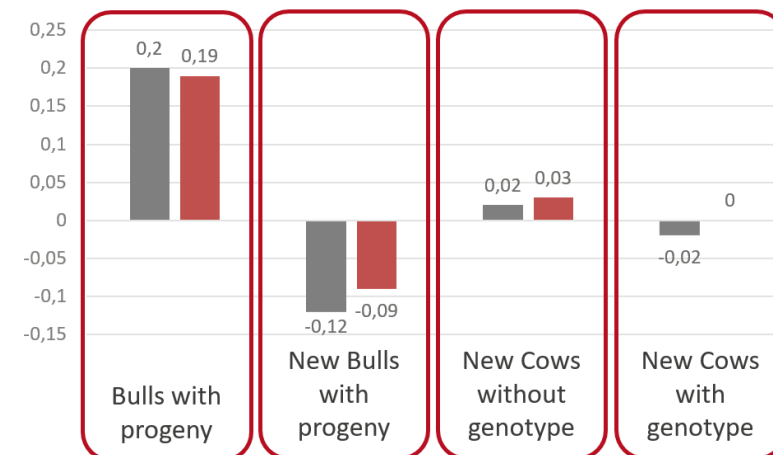 0,25
0,2
0,15
0,1
0,05
0
-0,05
-0,1
-0,15
0,2
0,19
-0,12
-0,09
0,02
0,03
-0,02
0
Bulls with
progeny
New Bulls
with
progeny
New Cows
without
genotype
New Cows
with
genotype